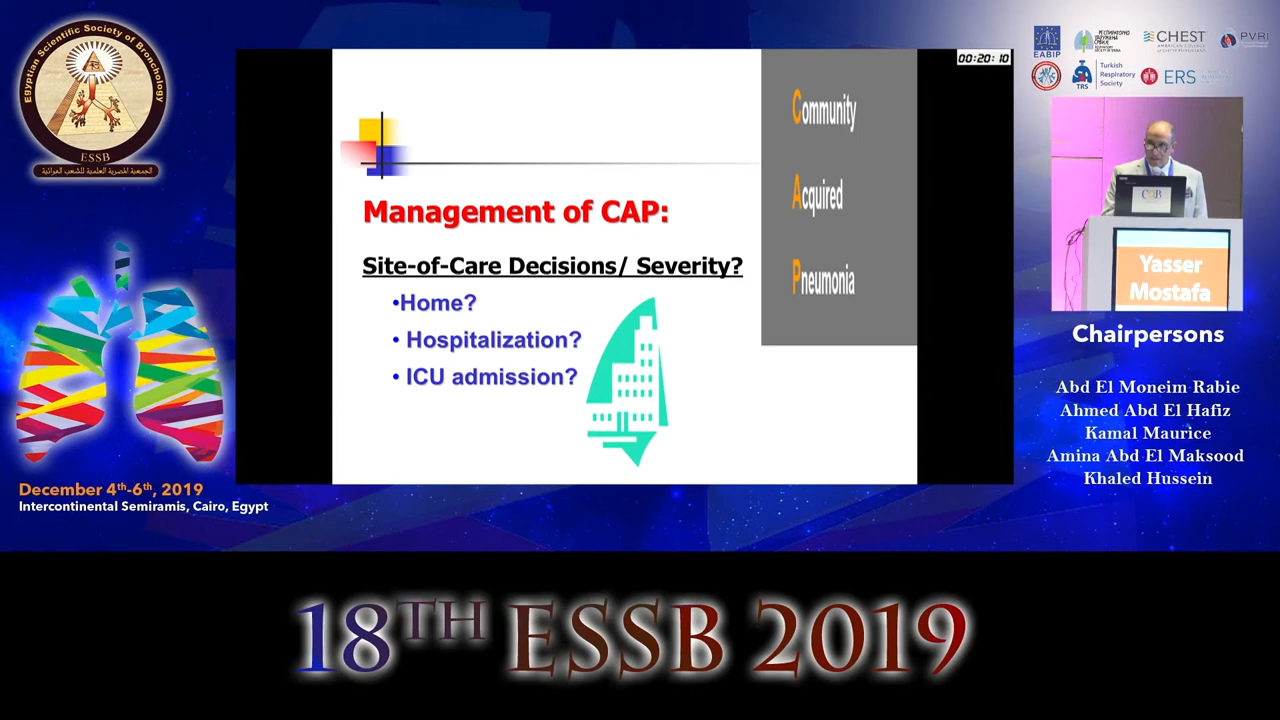 Egyptian Scientific Society of Bronchology
ESSB
الجمعية المصرية العلمية للشعب الهوائية
December 4th-6th, 2019
Intercontinental Semiramis, Cairo, Egypt
00:20:10
Management of CAP:
Site-of-Care Decisions/ Severity?
•Home?
• Hospitalization?
• ICU admission?
Community
Acquired
Pneumonia
EABIP
CHEST
AMERICAN COLLEGE
PVRI
TRS
Turkish
Respiratory
Society
ERS
Yasser
Mostafa
Chairpersons
Abd El Moneim Rabie
Ahmed Abd El Hafiz
Kamal Maurice
Amina Abd El Maksood
Khaled Hussein
18TH ESSB 2019